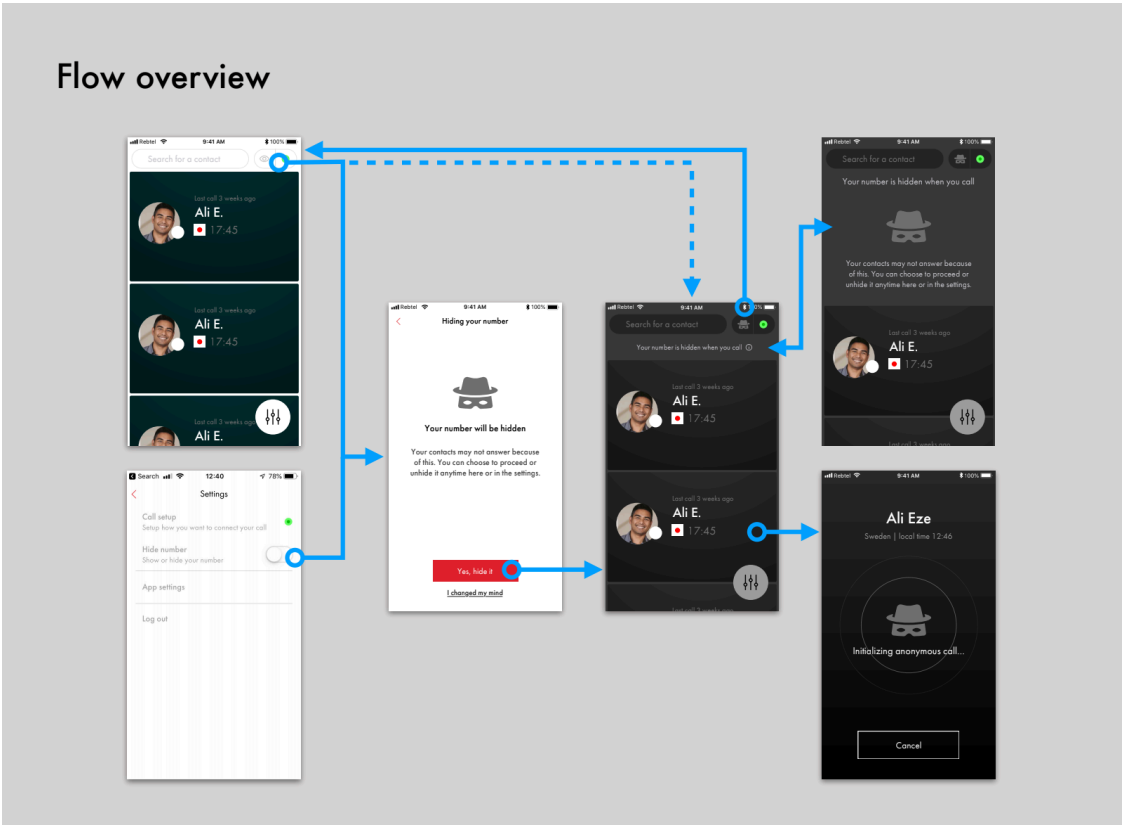 Flow overview
Rebtel
9:41 AM
100%
Search for a contact
Last call 3 weeks ago
Ali E.
17:45
Last call 3 weeks ago
Ali E.
17:45
Last call 3 weeks ago
Ali E.
Search
12:40
78%
Settings
Call setup
Setup how you want to connect your call
Hide number
Show or hide your number
App settings
Log out
Rebtel
9:41 AM
100%
Hiding your number
Your number will be hidden
Your contacts may not answer because
of this. You can choose to proceed or
unhide it anytime here or in the settings.
Yes, hide it
I changed my mind
Rebtel
9:41 AM
Search for a contact
Your number is hidden when you call
Last call 3 weeks ago
Ali E.
17:45
Last call 3 weeks ago
Ali E.
17:45
Last call 3 weeks ago
Rebtel
9:41 AM
100%
Search for a contact
Your number is hidden when you call
Your contacts may not answer because
of this. You can choose to proceed or
unhide it anytime here or in the settings.
Last call 3 weeks ago
Ali E.
17:45
Last call 3 weeks ago
Rebtel
9:41 AM
100%
Ali Eze
Sweden | local time 12:46
Initializing anonymous call...
Cancel